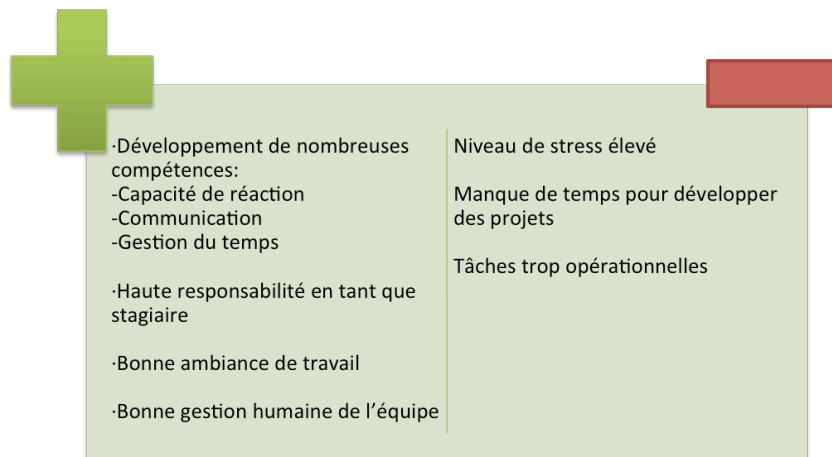 ·Développement de nombreuses
compétences:
-Capacité de réaction
-Communication
-Gestion du temps
·Haute responsabilité en tant que
stagiaire
·Bonne ambiance de travail
·Bonne gestion humaine de l’équipe
Niveau de stress élevé
Manque de temps pour développer
des projets
Tâches trop opérationnelles